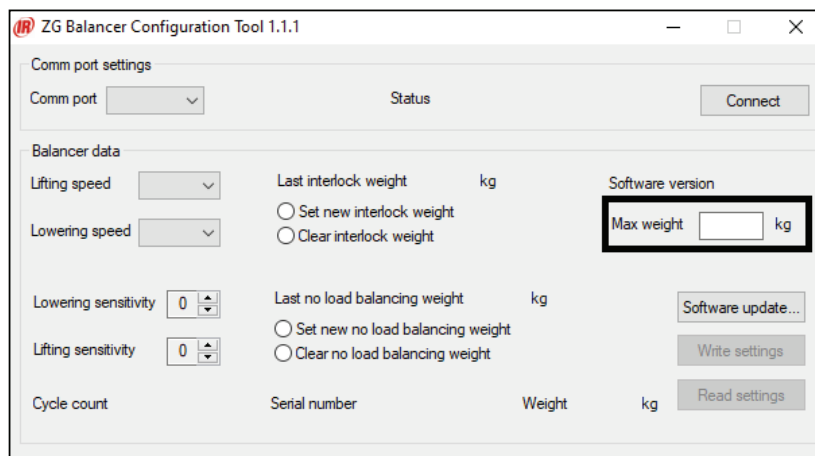 IR ZG Balancer Configuration Tool 1.1.1
Comm port settings
Comm port Status Connect
Balancer data
Lifting speed Last interlock weight kg Software version
Set new interlock weight
Max weight kg
Lowering speed Clear interlock weight
Lowering sensitivity 0 Last no load balancing weight kg Software update...
Set new no load balancing weight
Lifting sensitivity 0 Clear no load balancing weight Write settings
Cycle count Serial number Weight kg Read settings